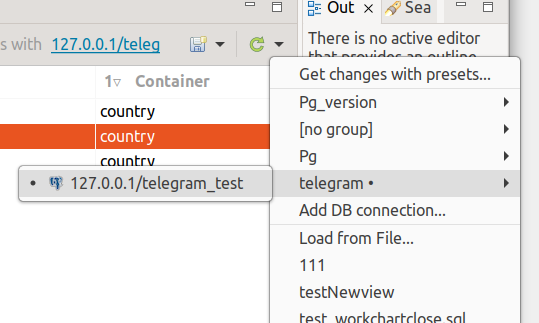 Out
Sea
s with 127.0.0.1/teleg
There is no active editor
that provides an outline.
1 Container
Get changes with presets...
country
Pg_version
country
[no group]
country
Pg
127.0.0.1/telegram_test
telegram •
Add DB connection...
Load from File...
111
testNewview
test_workchartclose.sql